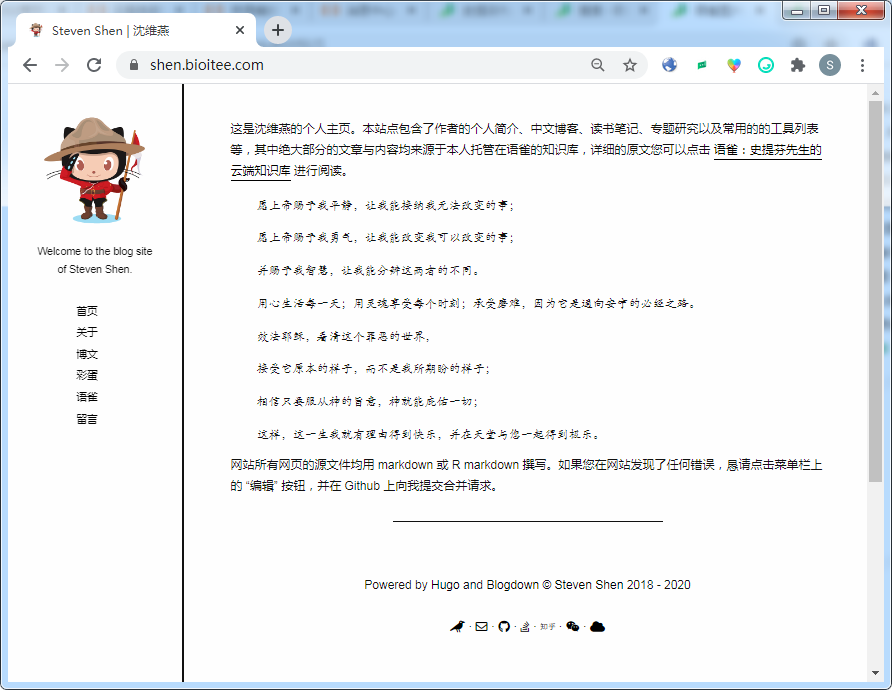 Steven Shen | 沈维燕
shen.bioitee.com
S
Welcome to the blog site
of Steven Shen.
首页
关于
博文
彩蛋
语雀
留言
这是沈维燕的个人主页。本站点包含了作者的个人简介、中文博客、读书笔记、专题研究以及常用的的工具列表
等，其中绝大部分的文章与内容均来源于本人托管在语雀的知识库，详细的原文您可以点击 语雀：史提芬先生的
云端知识库 进行阅读。
愿上帝赐予我平静，让我能接纳我无法改变的事；
愿上帝赐予我勇气，让我能改变我可以改变的事；
并赐予我智慧，让我能分辨这两者的不同。
用心生活每一天；用灵魂享受每个时刻；承受磨难，因为它是通向安宁的必经之路。
效法耶稣，看清这个罪恶的世界，
接受它原本的样子，而不是我所期盼的样子；
相信只要服从神的旨意，神就能庇佑一切；
这样，这一生我就有理由得到快乐，并在天堂与您一起得到极乐。
网站所有网页的源文件均用 markdown 或 R markdown 撰写。如果您在网站发现了任何错误，恳请点击菜单栏上
的 “编辑” 按钮，并在 Github 上向我提交合并请求。
Powered by Hugo and Blogdown © Steven Shen 2018 - 2020
知乎